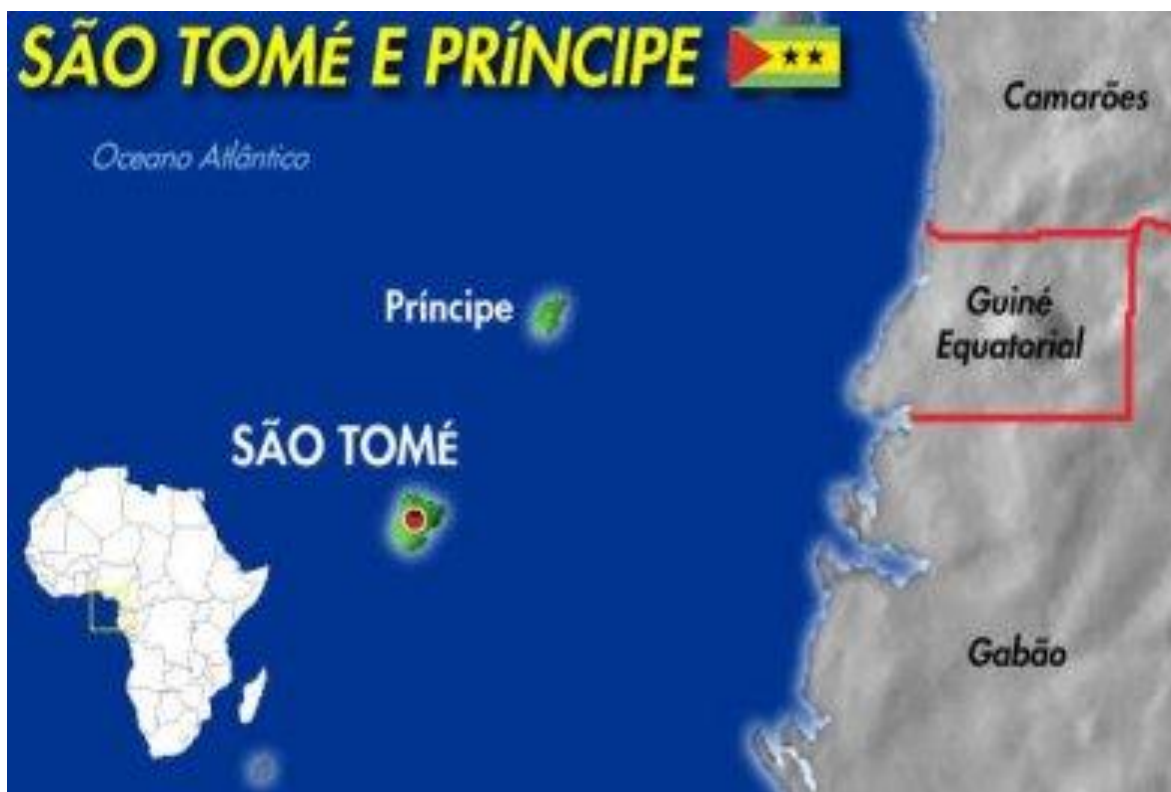 SÃO TOMÉ E PRÍNCIPE
Camarões
Oceano Atlântico
Príncipe
Guiné
Equatorial
SÃO TOMÉ
Gabão